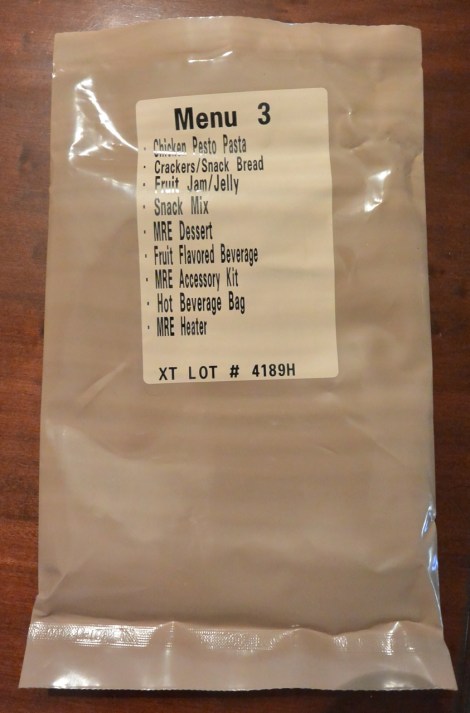 Menu 3
· Chicken Pesto Pasta
· Crackers/Snack Bread
· Fruit Jam/Jelly
· Snack Mix
· MRE Dessert
· Fruit Flavored Beverage
· MRE Accessory Kit
· Hot Beverage Bag
· MRE Heater
XT LOT # 4189H